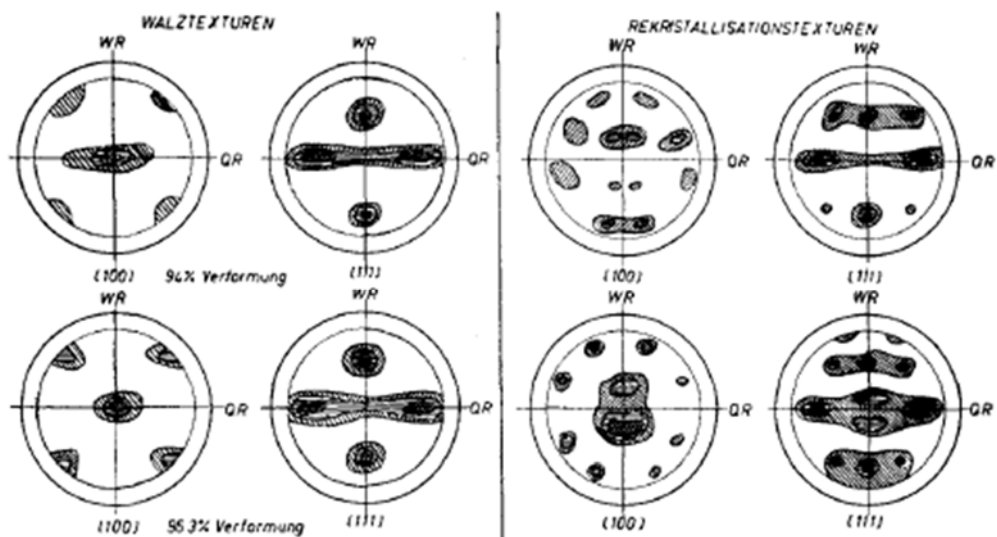 WALZTEXTUREN
REKRISTALLISATIONSTEXTUREN
WR
WR
WR
WR
QR
QR
QR
QR
(100)
94% Verformung
(111)
(100)
(111)
WR
WR
WR
WR
QR
QR
QR
QR
(100)
96.3% Verformung
(111)
(100)
(111)